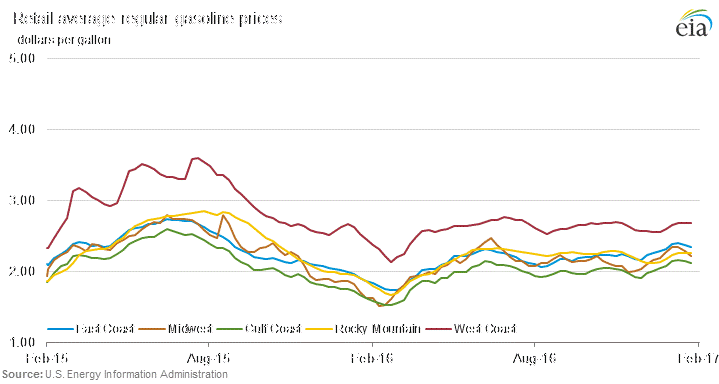 Retail average regular gasoline prices
dollars per gallon
eia
5.00
4.00
3.00
2.00
1.00
East Coast Midwest Gulf Coast Rocky Mountain West Coast
Feb-15 Aug-15 Feb-16 Aug-16 Feb-17
Source: U.S. Energy Information Administration